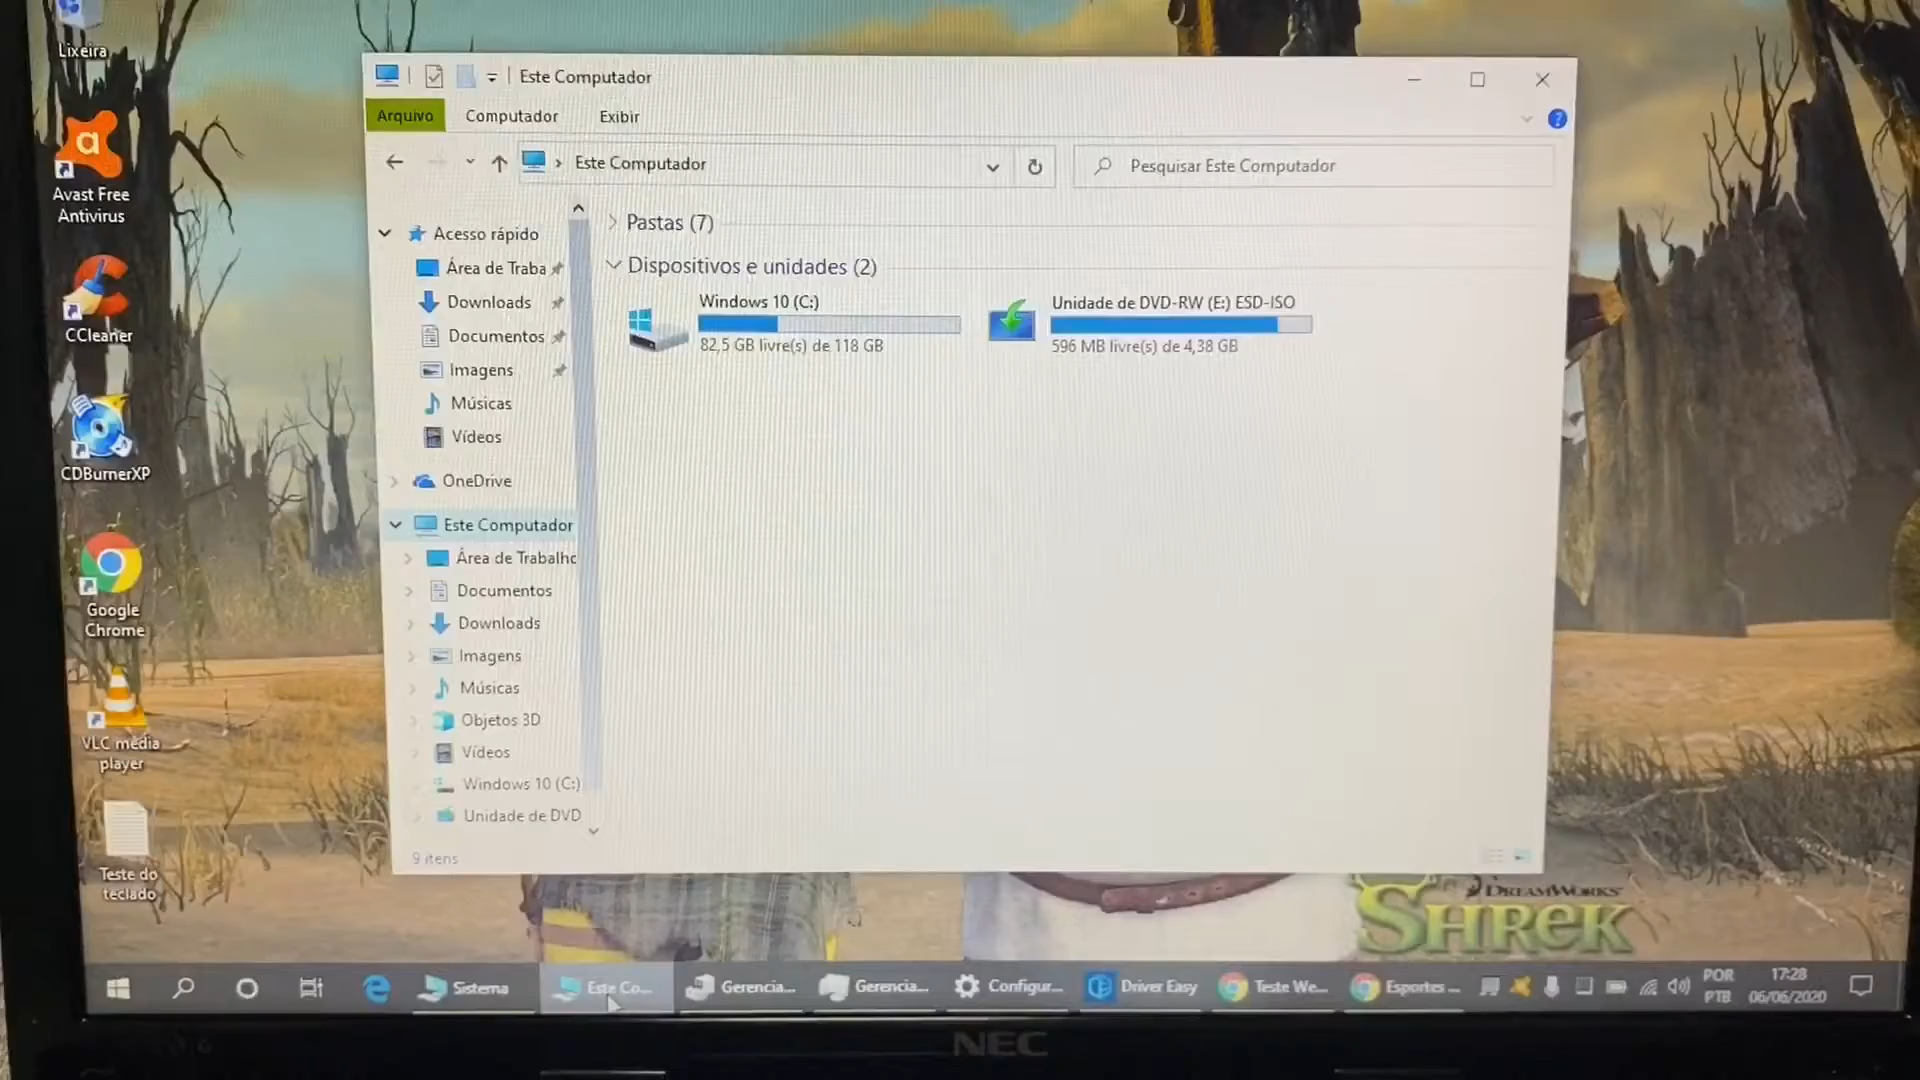 Lixeira
Avast Free
Antivirus
CCleaner
CDBurnerXP
Google
Chrome
VLC media
player
Teste do
teclado
Este Computador
Arquivo
Computador
Exibir
?
Este Computador
Pesquisar Este Computador
Acesso rápido
Área de Traba
Downloads
Documentos
Imagens
Músicas
Vídeos
OneDrive
Este Computador
Área de Trabalho
Documentos
Downloads
Imagens
Músicas
Objetos 3D
Vídeos
Windows 10 (C:)
Unidade de DVD
9 itens
Pastas (7)
Dispositivos e unidades (2)
Windows 10 (C:)
82,5 GB livre(s) de 118 GB
Unidade de DVD-RW (E:) ESD-ISO
596 MB livre(s) de 4,38 GB
DREAMWORKS
SHREK
Sistema
Este Co...
Gerencia...
Gerencia...
Configur...
Driver Easy
Teste We...
Esportes ...
POR
PTB
17:28
06/06/2020
NEC